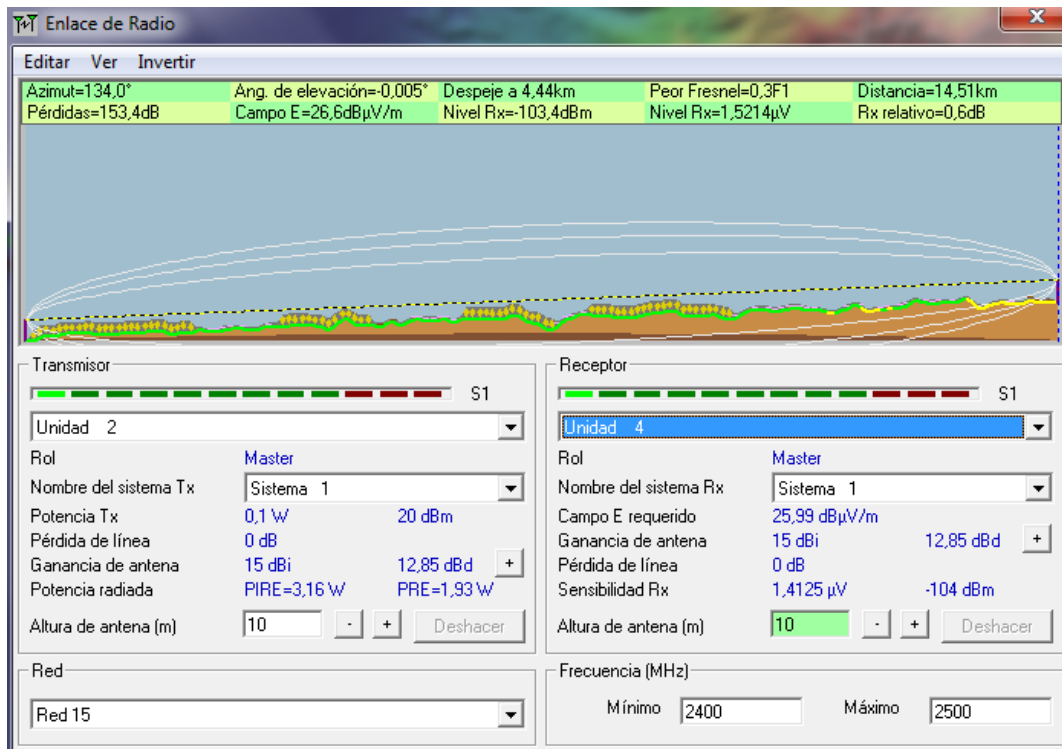 Enlace de Radio
Editar Ver Invertir
Azimut=134,0° Ang. de elevación=-0,005° Despeje a 4,44km Peor Fresnel=0,3F1 Distancia=14,51km
Pérdidas=153,4dB Campo E=26,6dBµV/m Nivel Rx=-103,4dBm Nivel Rx=1,5214µV Rx relativo=0,6dB
Transmisor
S1
Unidad 2
Rol Master
Nombre del sistema Tx Sistema 1
Potencia Tx 0,1 W 20 dBm
Pérdida de línea 0 dB
Ganancia de antena 15 dBi 12,85 dBd +
Potencia radiada PIRE=3,16 W PRE=1,93 W
Altura de antena (m) 10 - + Deshacer
Red
Red 15
Receptor
S1
Unidad 4
Rol Master
Nombre del sistema Rx Sistema 1
Campo E requerido 25,99 dBµV/m
Ganancia de antena 15 dBi 12,85 dBd +
Pérdida de línea 0 dB
Sensibilidad Rx 1,4125 µV -104 dBm
Altura de antena (m) 10 - + Deshacer
Frecuencia (MHz)
Mínimo 2400 Máximo 2500